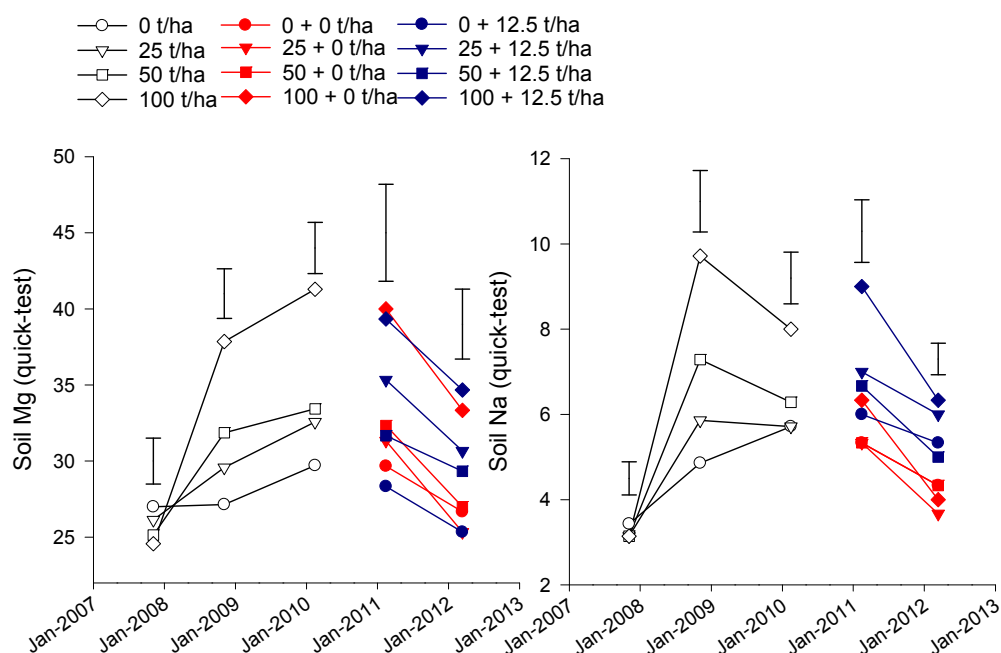 0 t/ha 0 + 0 t/ha 0 + 12.5 t/ha
25 t/ha 25 + 0 t/ha 25 + 12.5 t/ha
50 t/ha 50 + 0 t/ha 50 + 12.5 t/ha
100 t/ha 100 + 0 t/ha 100 + 12.5 t/ha
Soil Mg (quick-test)
50
45
40
35
30
25
Jan-2007 Jan-2008 Jan-2009 Jan-2010 Jan-2011 Jan-2012 Jan-2013
Soil Na (quick-test)
12
10
8
6
4
2
Jan-2007 Jan-2008 Jan-2009 Jan-2010 Jan-2011 Jan-2012 Jan-2013